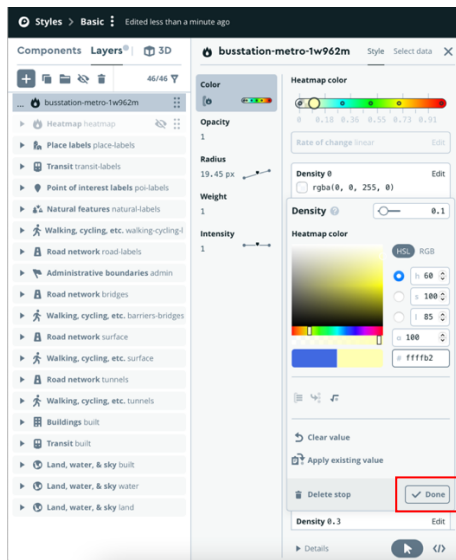 Styles > Basic Edited less than a minute ago
Components Layers 3D
46/46
busstation-metro-1w962m
Heatmap heatmap
Place labels place-labels
Transit transit-labels
Point of interest labels poi-labels
Natural features natural-labels
Walking, cycling, etc. walking-cycling-l
Road network road-labels
Administrative boundaries admin
Road network bridges
Walking, cycling, etc. barriers-bridges
Road network surface
Walking, cycling, etc. surface
Road network tunnels
Walking, cycling, etc. tunnels
Buildings built
Transit built
Land, water, & sky built
Land, water, & sky water
Land, water, & sky land
busstation-metro-1w962m Style Select data
Color
Opacity
1
Radius
19.45 px
Weight
1
Intensity
1
Heatmap color
0 0.18 0.36 0.55 0.73 0.91
Rate of change linear Edit
Density 0 Edit
rgba(0, 0, 255, 0)
Density 0.1
Heatmap color
HSL RGB
h 60
s 100
l 85
α 100
# ffffb2
Clear value
Apply existing value
Delete stop Done
Density 0.3 Edit
Details </>